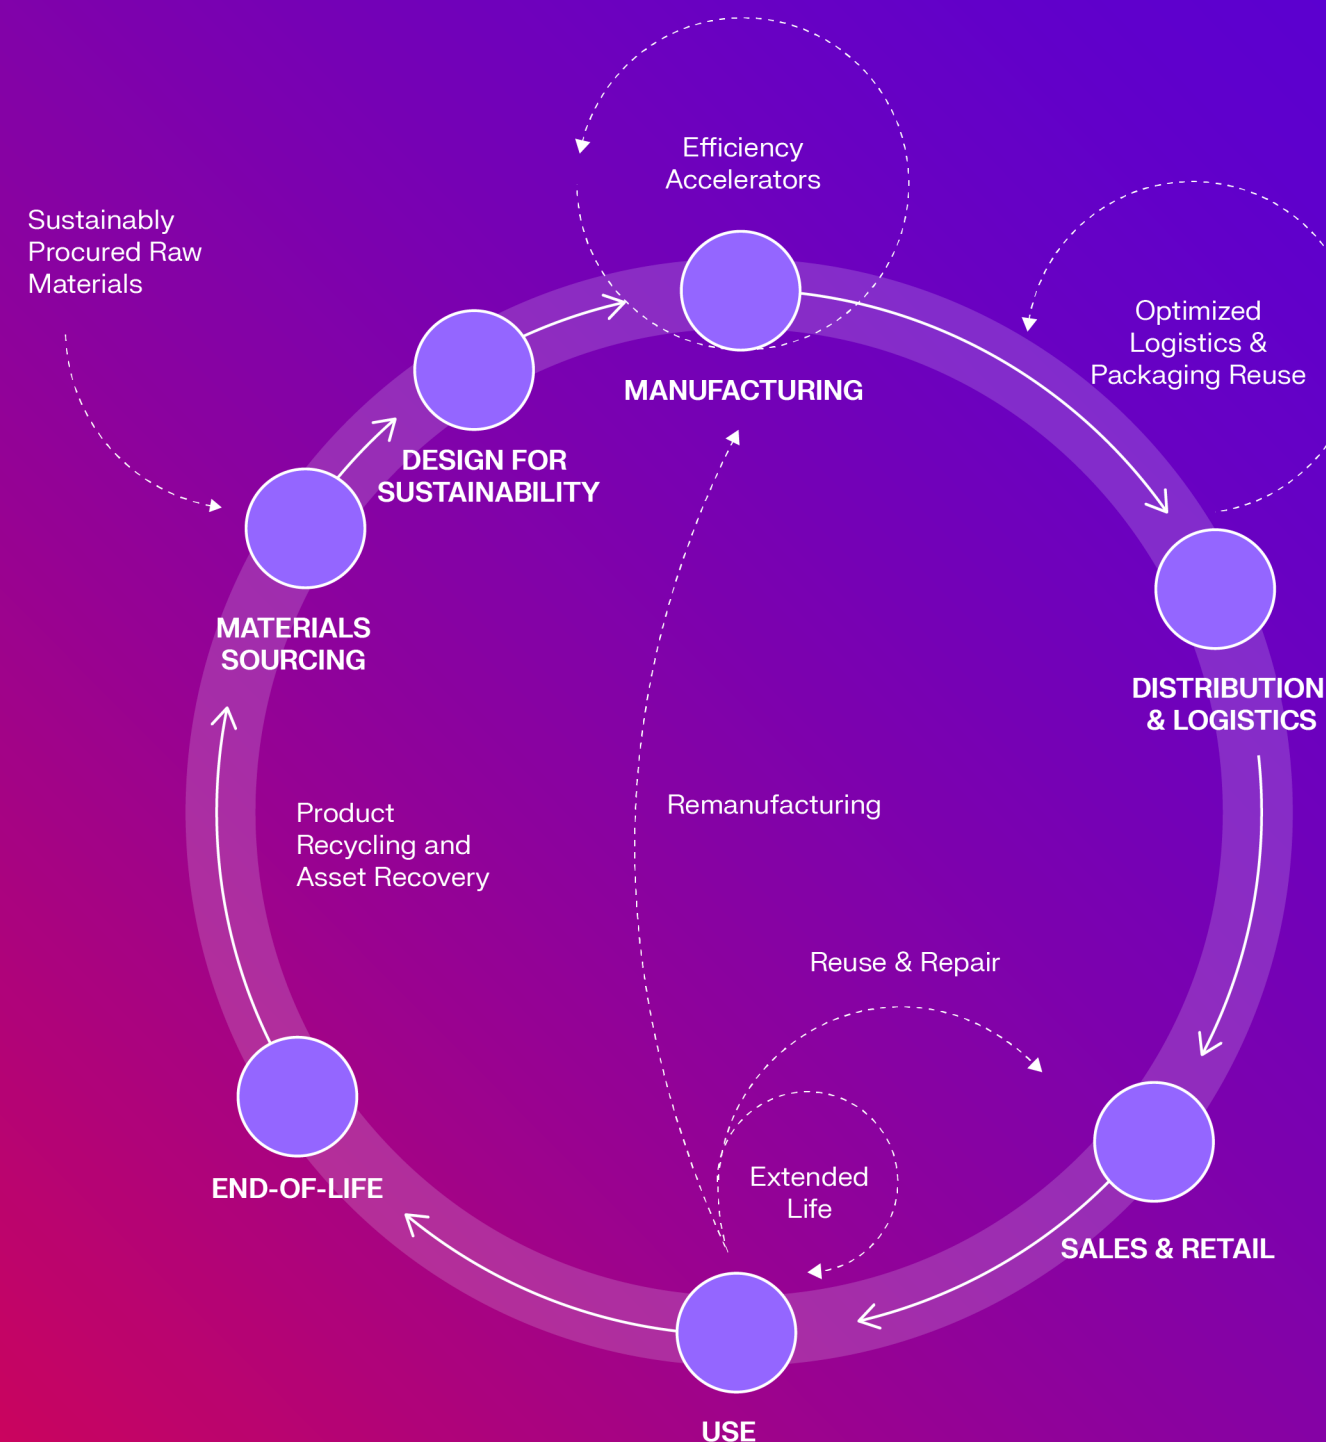 Efficiency
Accelerators
Sustainably
Procured Raw
Materials
Optimized
Logistics &
Packaging Reuse
MANUFACTURING
DESIGN FOR
SUSTAINABILITY
MATERIALS
SOURCING
DISTRIBUTION
& LOGISTICS
Product
Recycling and
Asset Recovery
Remanufacturing
Reuse & Repair
Extended
Life
END-OF-LIFE
SALES & RETAIL
USE